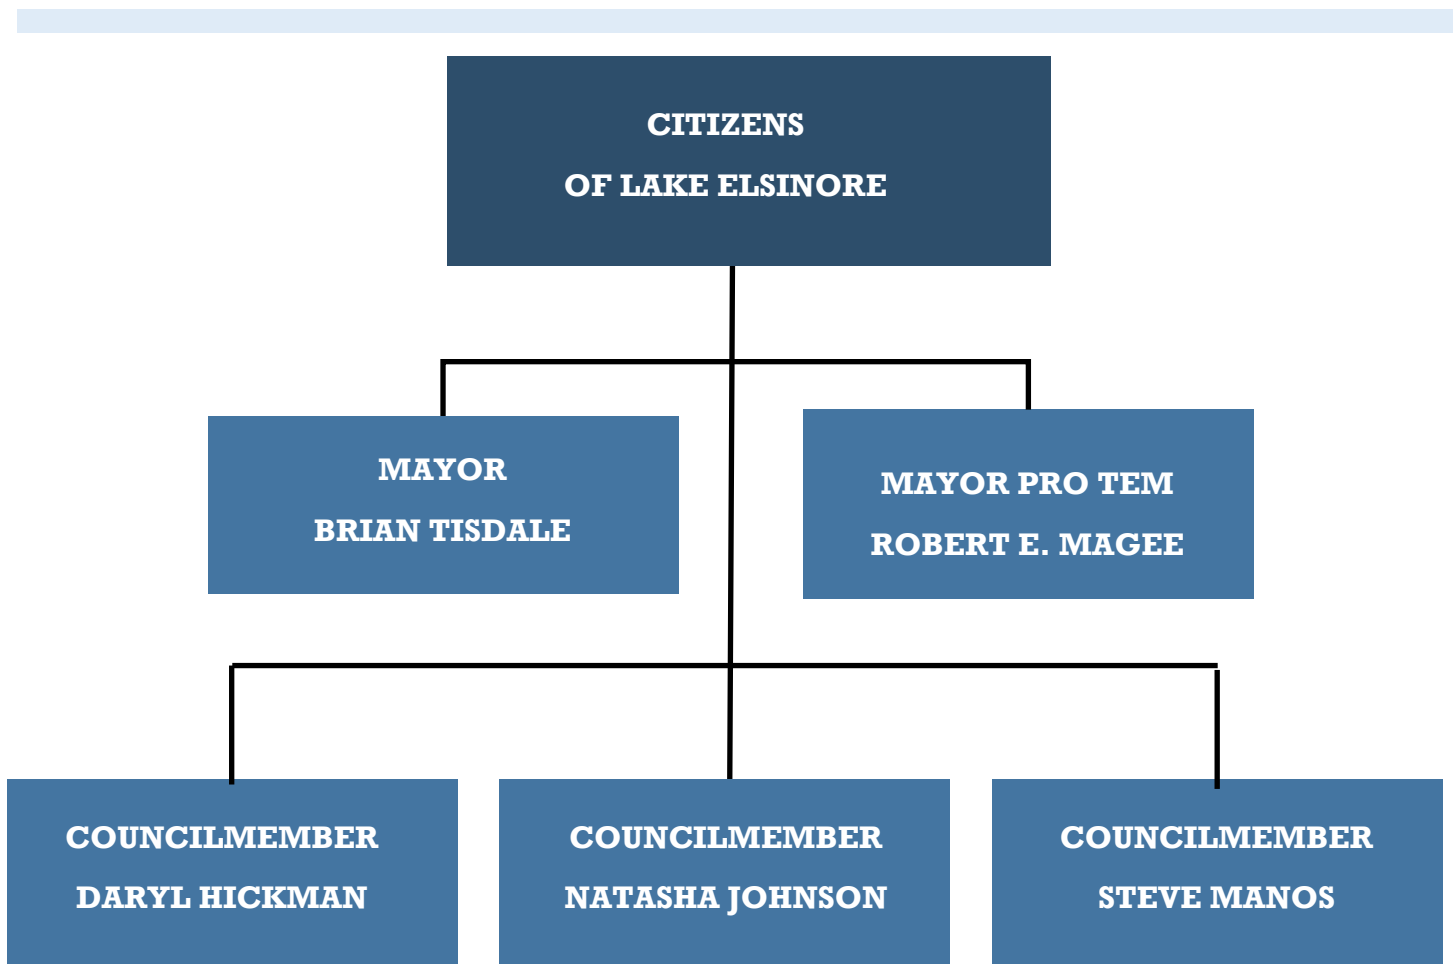 CITIZENS
OF LAKE ELSINORE
MAYOR
BRIAN TISDALE
MAYOR PRO TEM
ROBERT E. MAGEE
COUNCILMEMBER
DARYL HICKMAN
COUNCILMEMBER
NATASHA JOHNSON
COUNCILMEMBER
STEVE MANOS